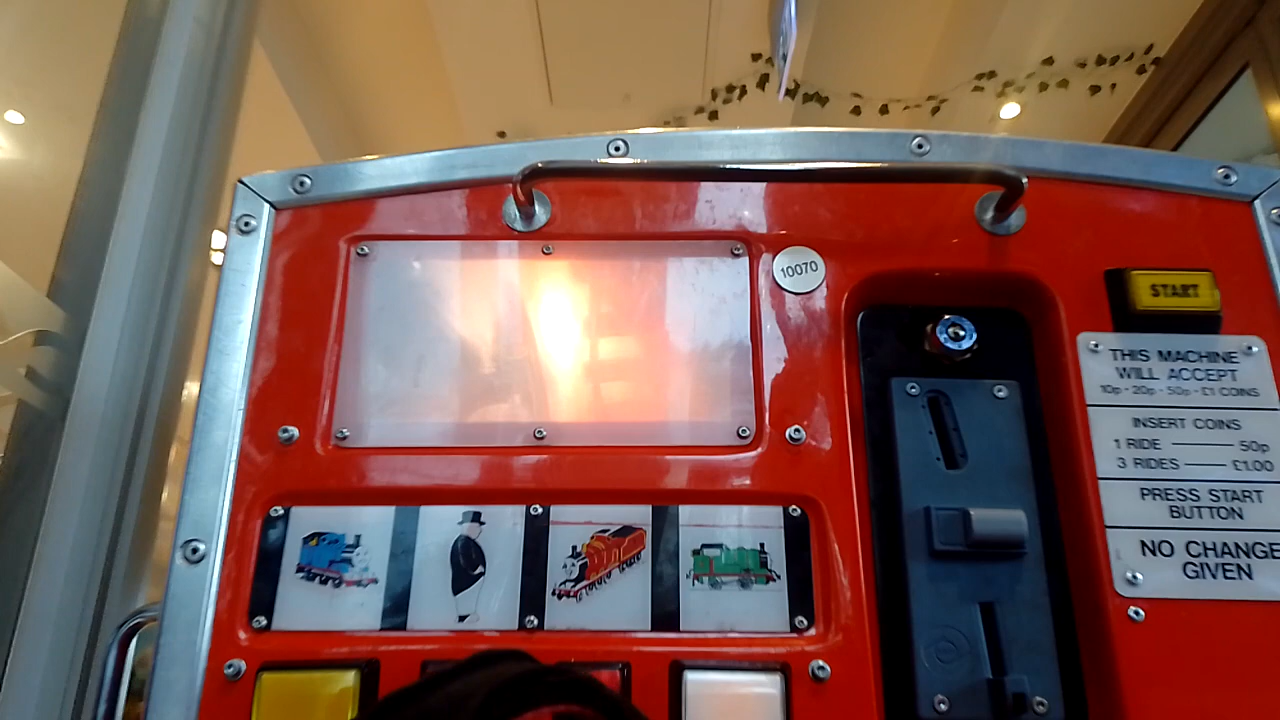 10070
START
THIS MACHINE
WILL ACCEPT
10p • 20p • 50p • £1 COINS
INSERT COINS
1 RIDE 50p
3 RIDES £1.00
PRESS START
BUTTON
NO CHANGE
GIVEN